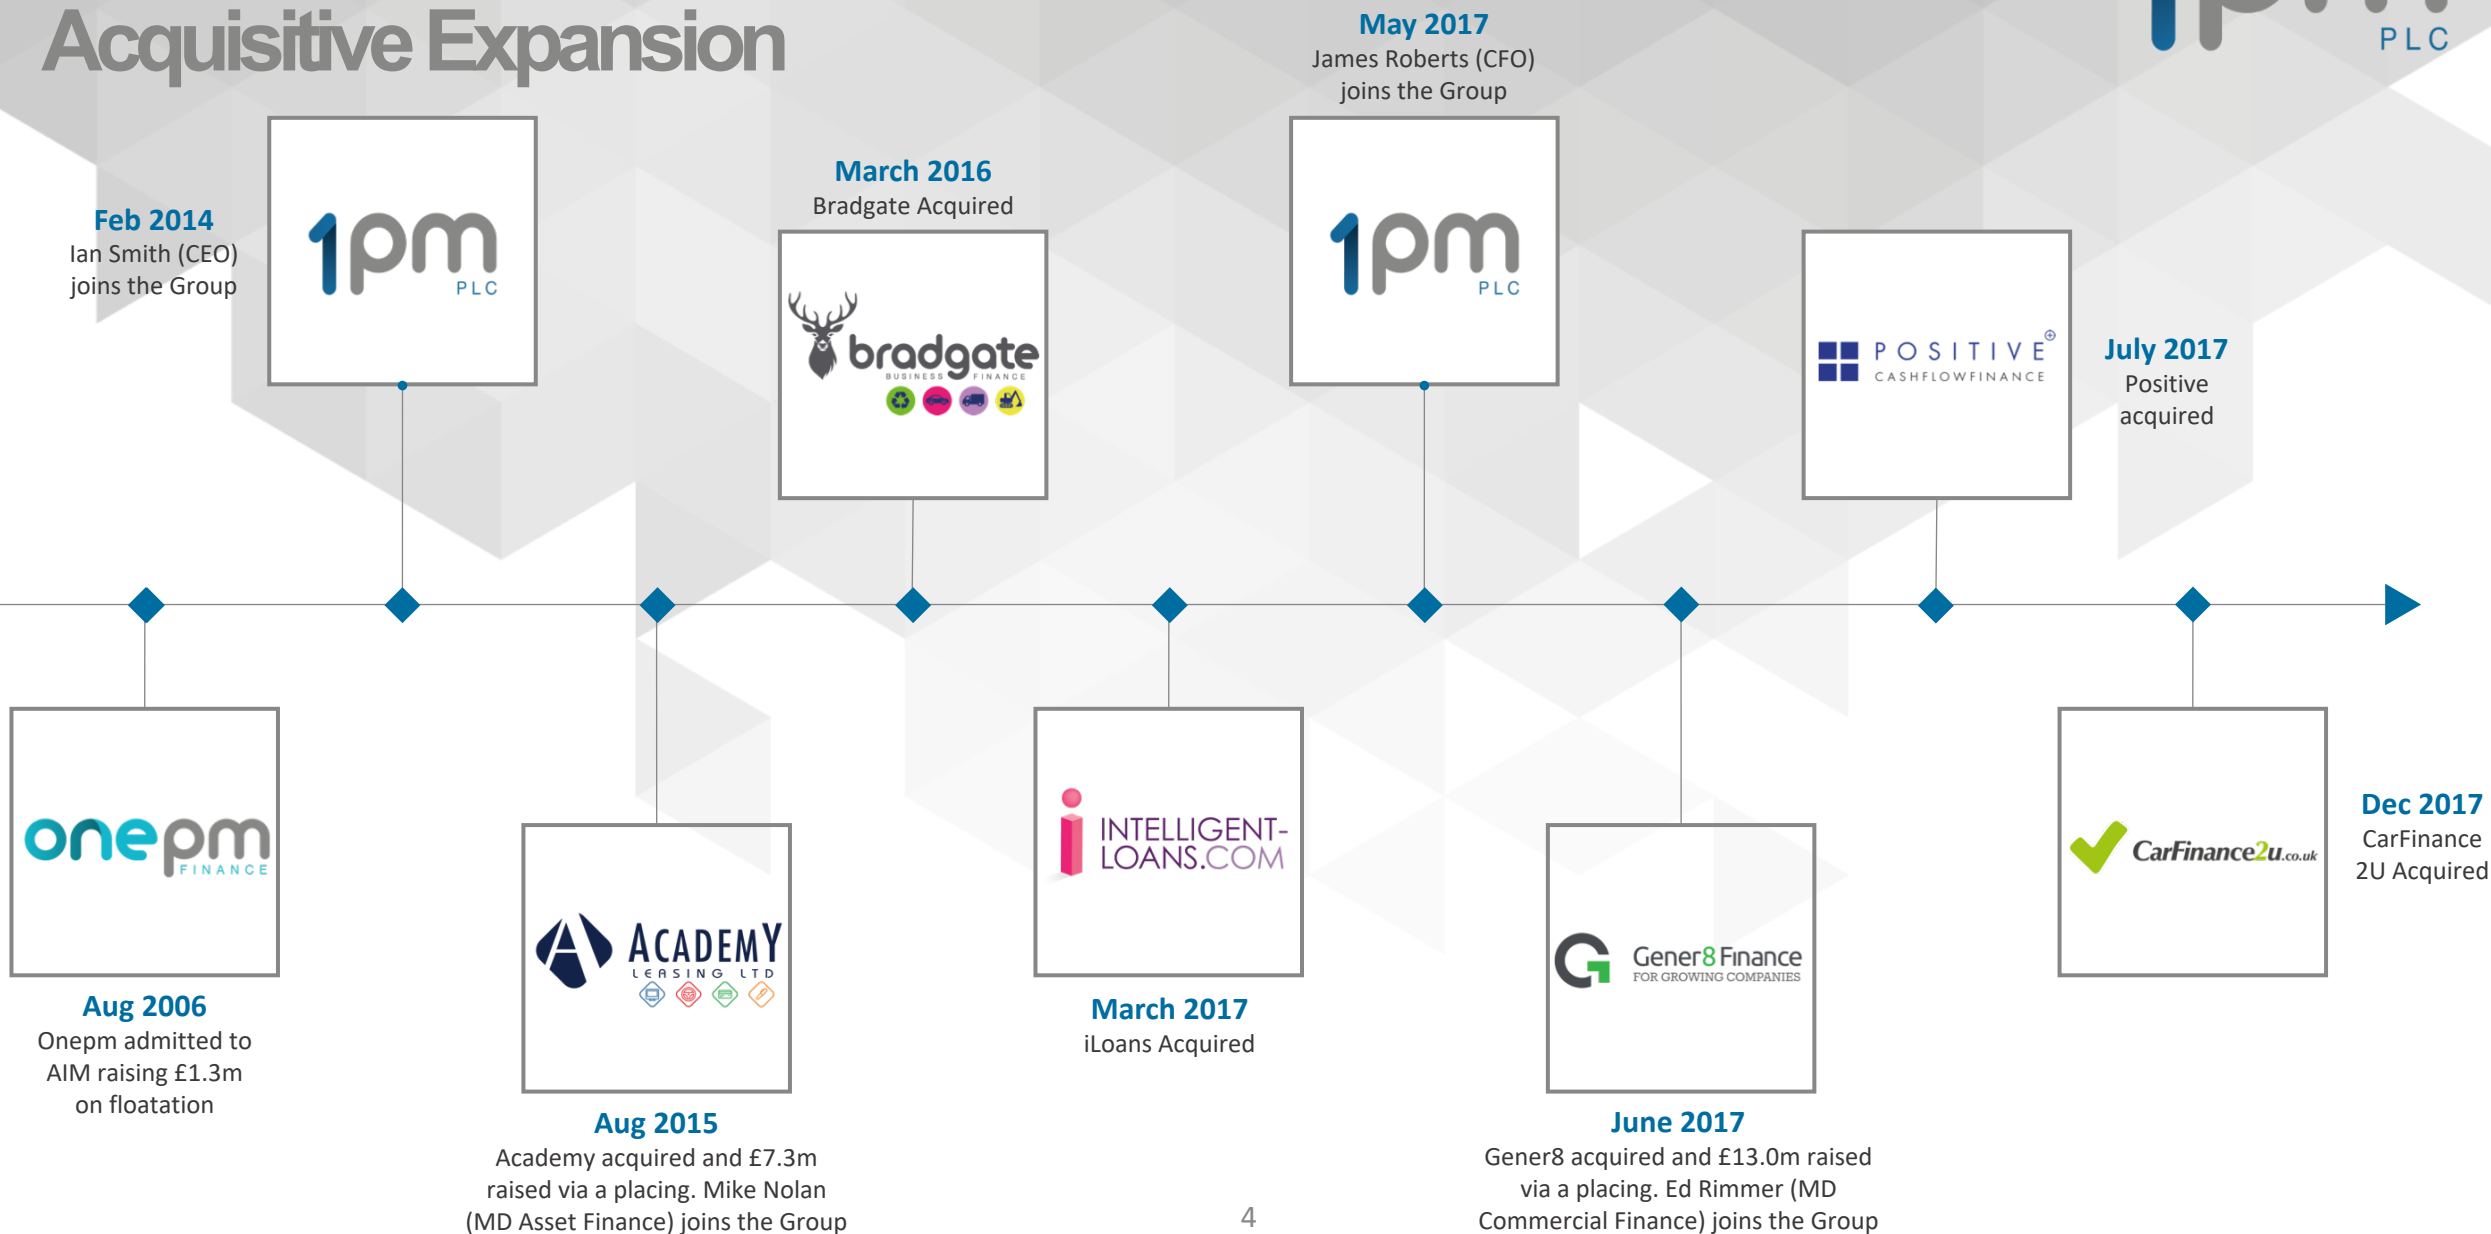 Acquisitive Expansion
1pm
PLC
Feb 2014
Ian Smith (CEO)
joins the Group
1pm
PLC
March 2016
Bradgate Acquired
bradgate
BUSINESS FINANCE
May 2017
James Roberts (CFO)
joins the Group
1pm
PLC
POSITIVE
CASHFLOWFINANCE
July 2017
Positive
acquired
onepm
FINANCE
Aug 2006
Onepm admitted to
AIM raising £1.3m
on floatation
ACADEMY
LEASING LTD
Aug 2015
Academy acquired and £7.3m
raised via a placing. Mike Nolan
(MD Asset Finance) joins the Group
INTELLIGENT-
LOANS.COM
March 2017
iLoans Acquired
Gener8 Finance
FOR GROWING COMPANIES
June 2017
Gener8 acquired and £13.0m raised
via a placing. Ed Rimmer (MD
Commercial Finance) joins the Group
CarFinance2u.co.uk
Dec 2017
CarFinance
2U Acquired
4